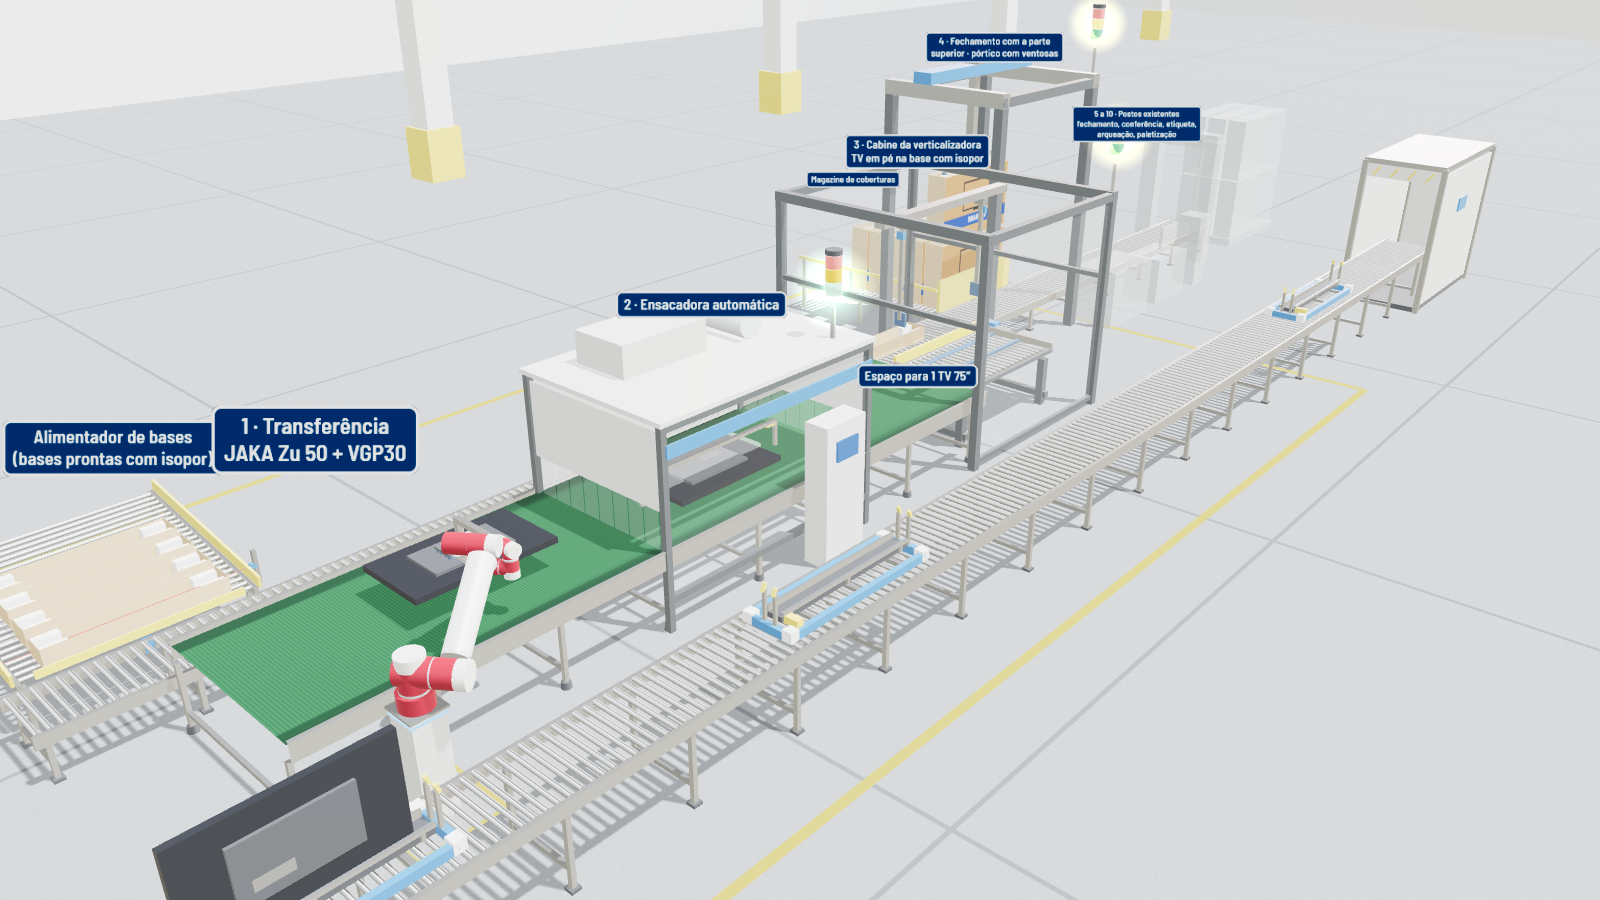 4 · Fechamento com a parte
superior · pórtico com ventosas
5 a 10 · Postos existentes
fechamento, conferência, etiqueta,
arqueação, paletização
3 · Cabine da verticalizadora
TV em pé na base com isopor
Magazine de coberturas
2 · Ensacadora automática
Espaço para 1 TV 75"
Alimentador de bases
(bases prontas com isopor)
1 · Transferência
JAKA Zu 50 + VGP30